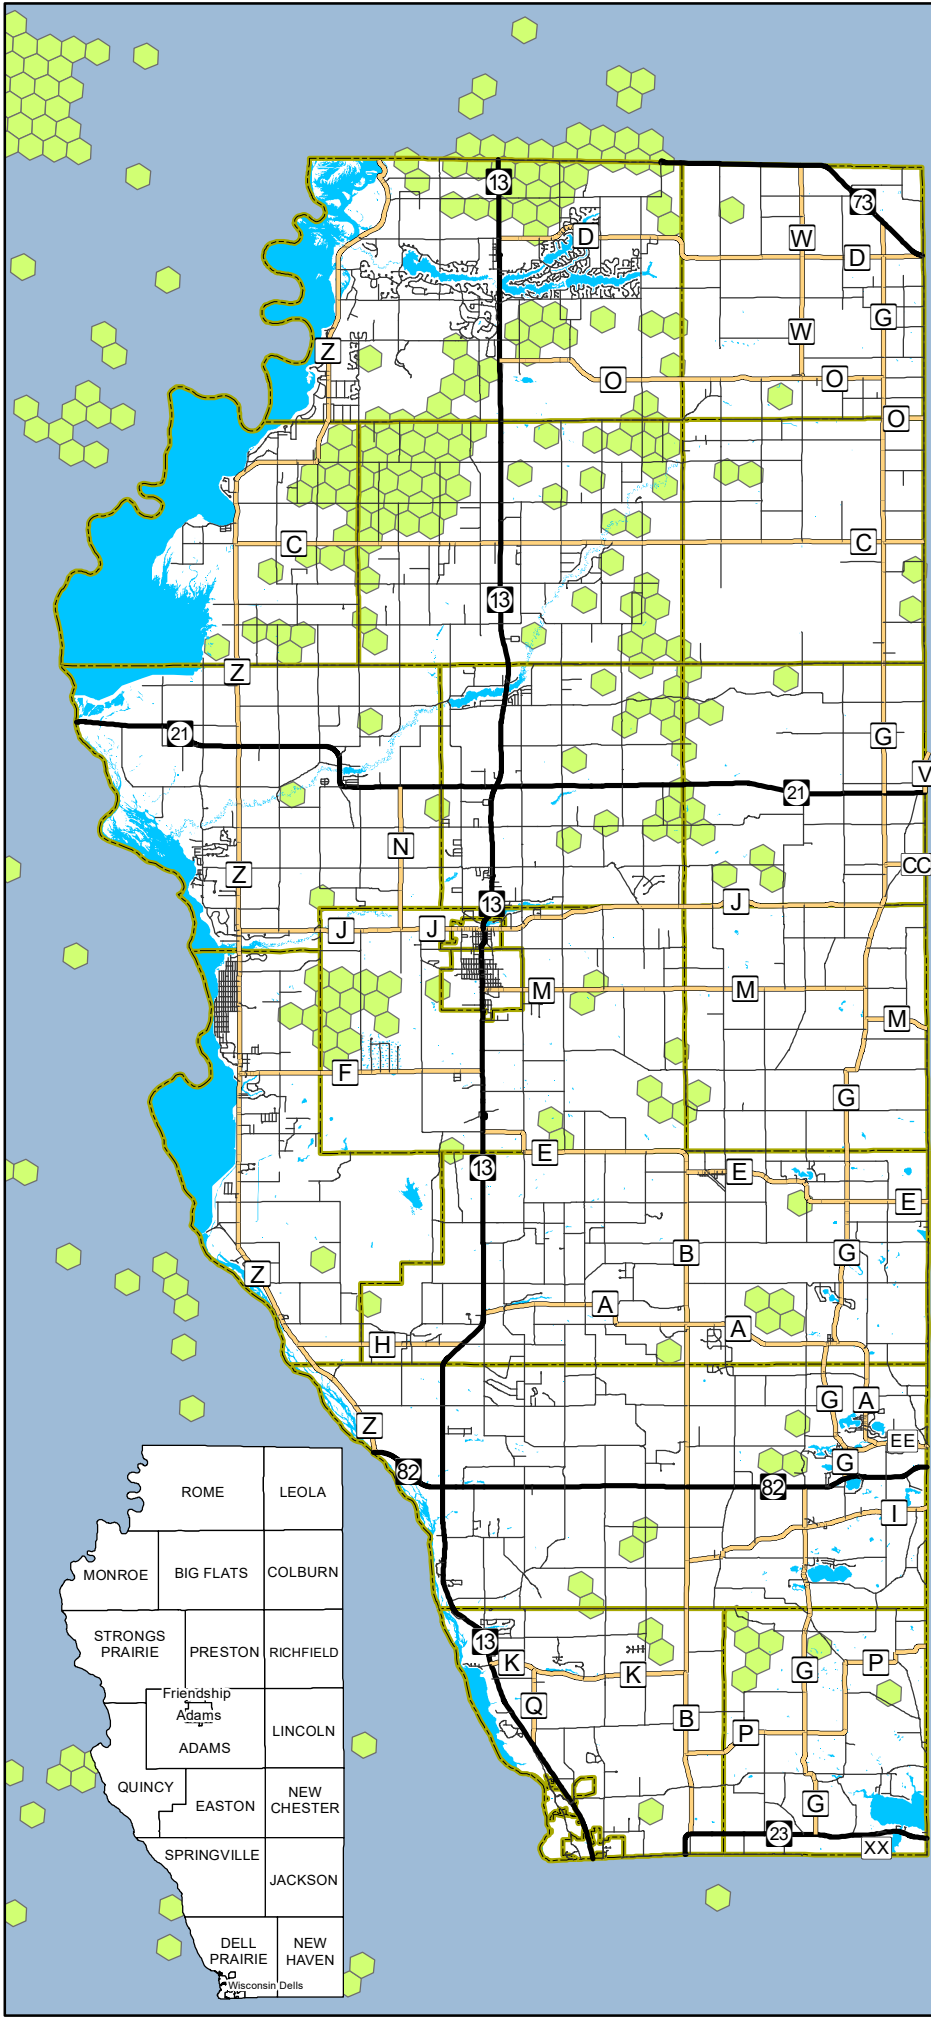 13
73
D
W
D
G
W
Z
O
O
O
C
C
13
Z
21
G
V
21
N
CC
Z
13
J
J
J
M
M
M
F
G
E
13
E
E
B
G
Z
A
A
H
G
A
Z
EE
G
82
82
I
13
K
K
G
P
Q
B
P
G
23
XX
ROME
LEOLA
MONROE
BIG FLATS
COLBURN
STRONGS
PRAIRIE
PRESTON
RICHFIELD
Friendship
Adams
ADAMS
LINCOLN
QUINCY
EASTON
NEW
CHESTER
SPRINGVILLE
JACKSON
DELL
PRAIRIE
NEW
HAVEN
Wisconsin Dells